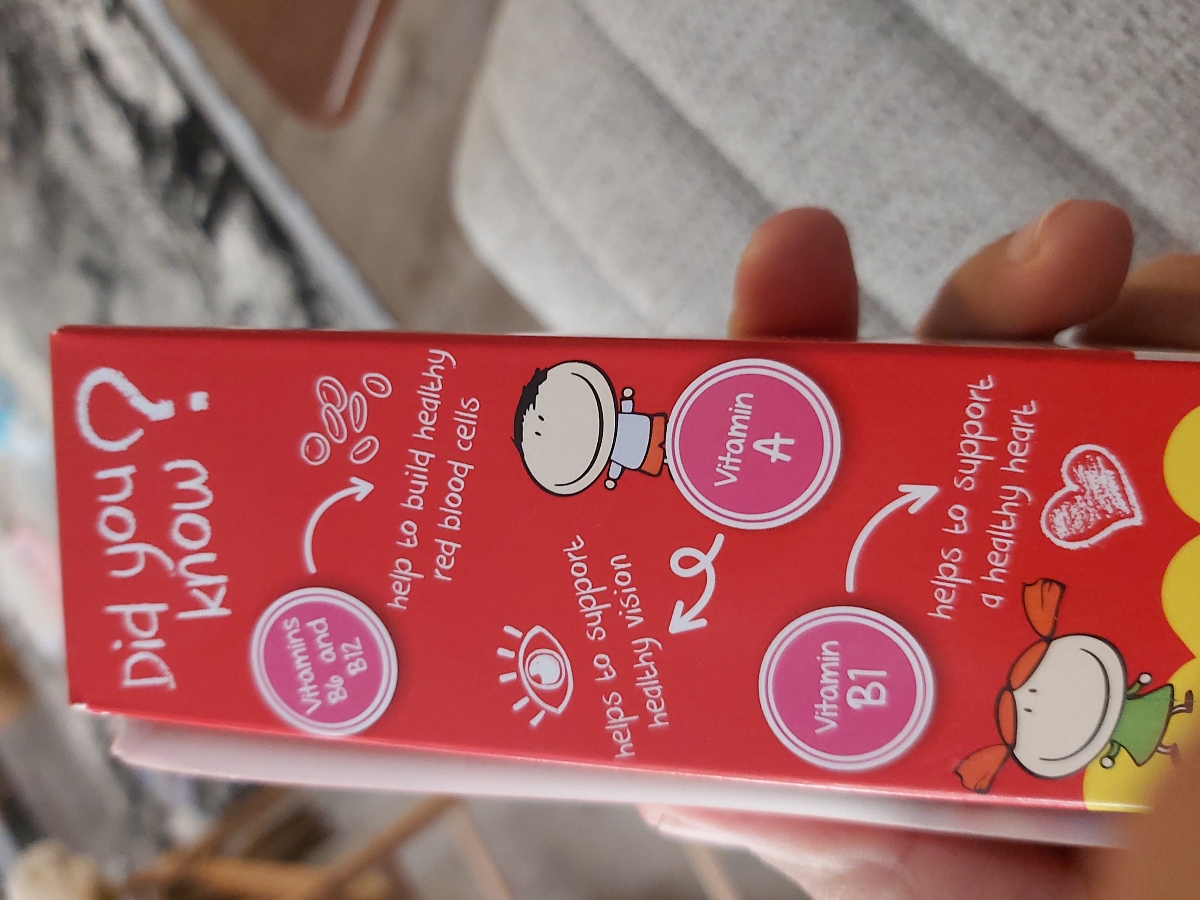 Did you
know?
Vitamins
B6 and
B12
help to build healthy
red blood cells
Vitamin
A
helps to support
healthy vision
Vitamin
B1
helps to support
a healthy heart